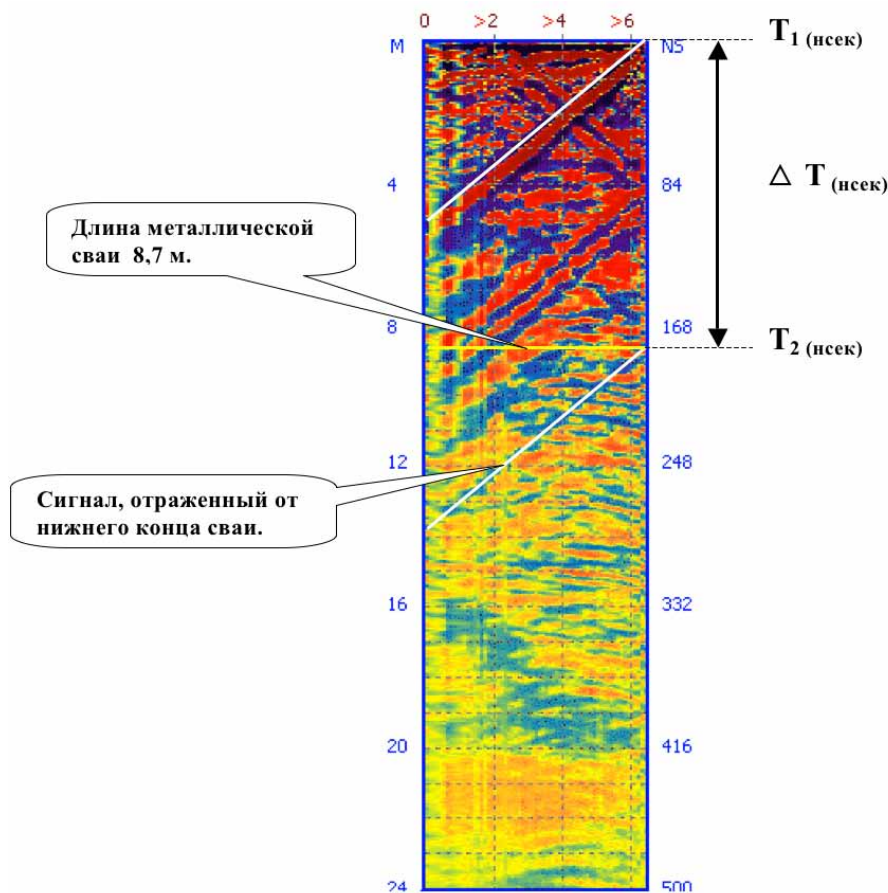 0 >2 >4 >6
M NS
T1 (нсек)
4 84
△ T (нсек)
Длина металлической
сваи 8,7 м.
8 168
T2 (нсек)
12 248
Сигнал, отраженный от
нижнего конца сваи.
16 332
20 416
24 500